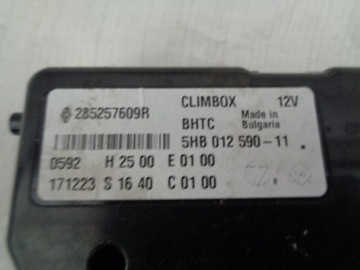 285257609R CLIMBOX 12V
BHTC Made in Bulgaria
5HB 012 590-11
0592 H 25 00 E 01 00
171223 S 16 40 C 01 00